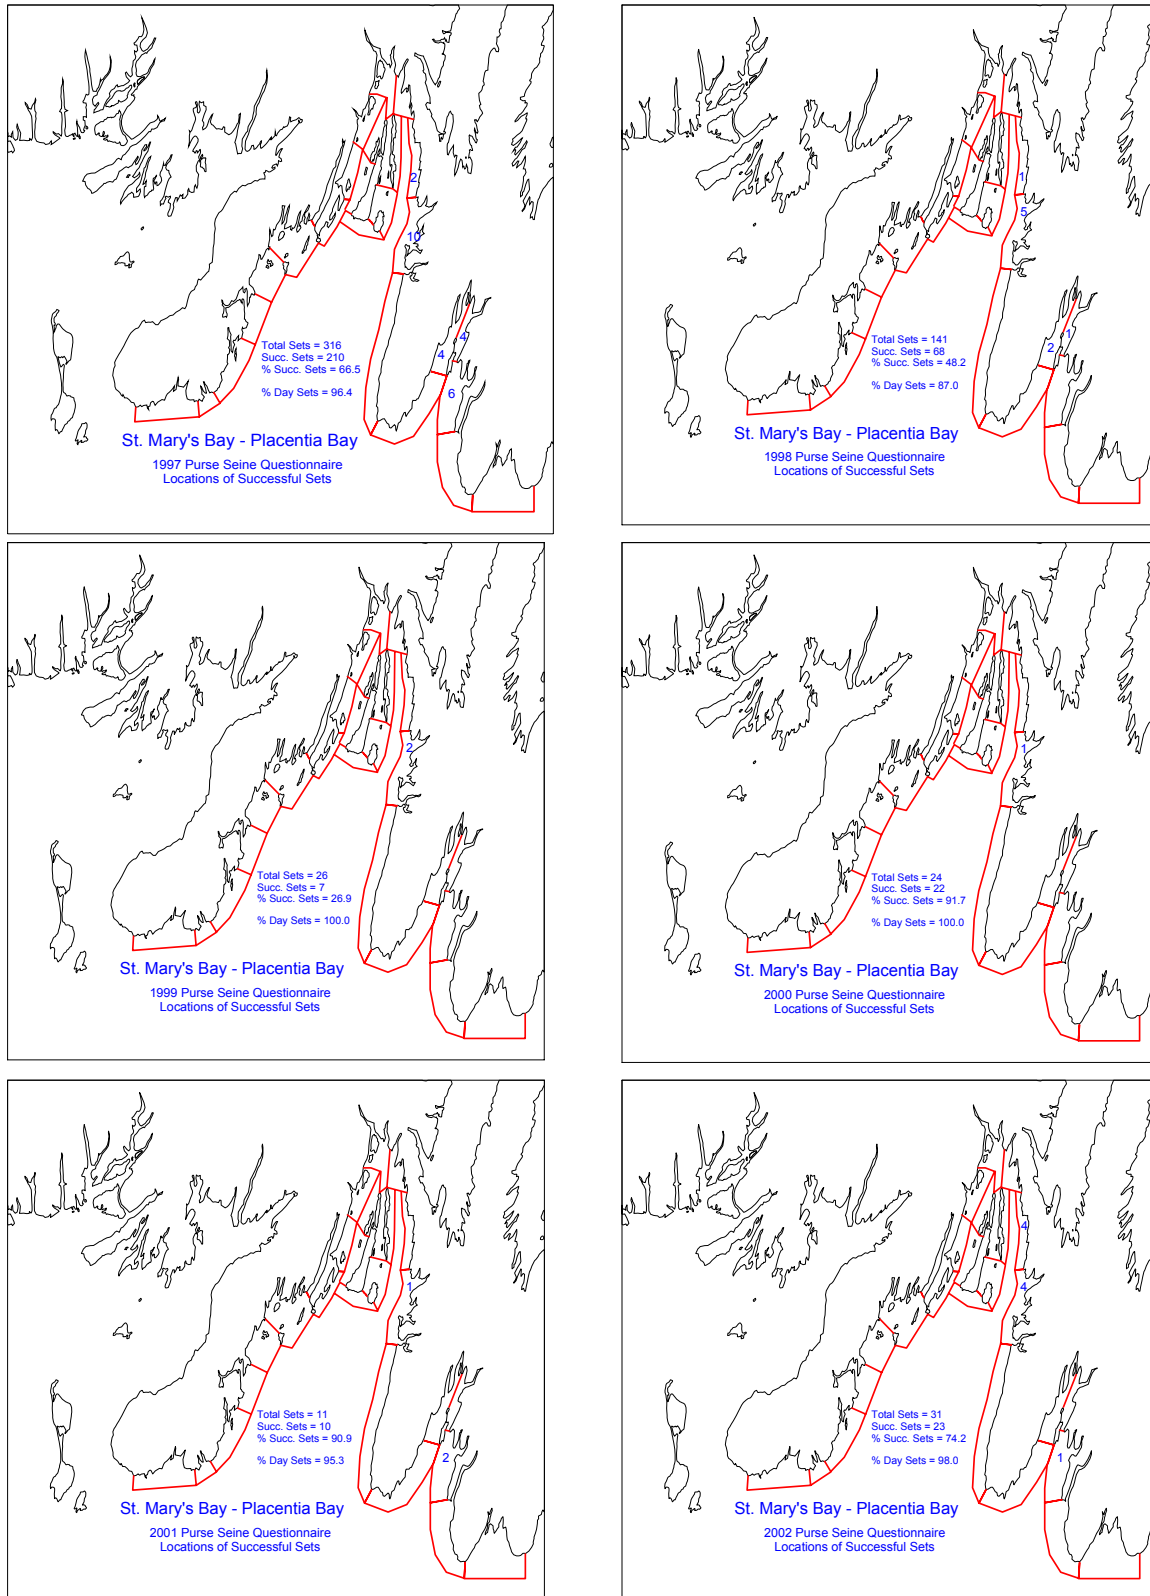 2
10
4
4
6
Total Sets = 316
Succ. Sets = 210
% Succ. Sets = 66.5
% Day Sets = 96.4
St. Mary's Bay - Placentia Bay
1997 Purse Seine Questionnaire
Locations of Successful Sets
1
5
1
2
Total Sets = 141
Succ. Sets = 68
% Succ. Sets = 48.2
% Day Sets = 87.0
St. Mary's Bay - Placentia Bay
1998 Purse Seine Questionnaire
Locations of Successful Sets
2
Total Sets = 26
Succ. Sets = 7
% Succ. Sets = 26.9
% Day Sets = 100.0
St. Mary's Bay - Placentia Bay
1999 Purse Seine Questionnaire
Locations of Successful Sets
1
Total Sets = 24
Succ. Sets = 22
% Succ. Sets = 91.7
% Day Sets = 100.0
St. Mary's Bay - Placentia Bay
2000 Purse Seine Questionnaire
Locations of Successful Sets
1
Total Sets = 11
Succ. Sets = 10
% Succ. Sets = 90.9
% Day Sets = 95.3
2
St. Mary's Bay - Placentia Bay
2001 Purse Seine Questionnaire
Locations of Successful Sets
4
4
Total Sets = 31
Succ. Sets = 23
% Succ. Sets = 74.2
% Day Sets = 98.0
1
St. Mary's Bay - Placentia Bay
2002 Purse Seine Questionnaire
Locations of Successful Sets